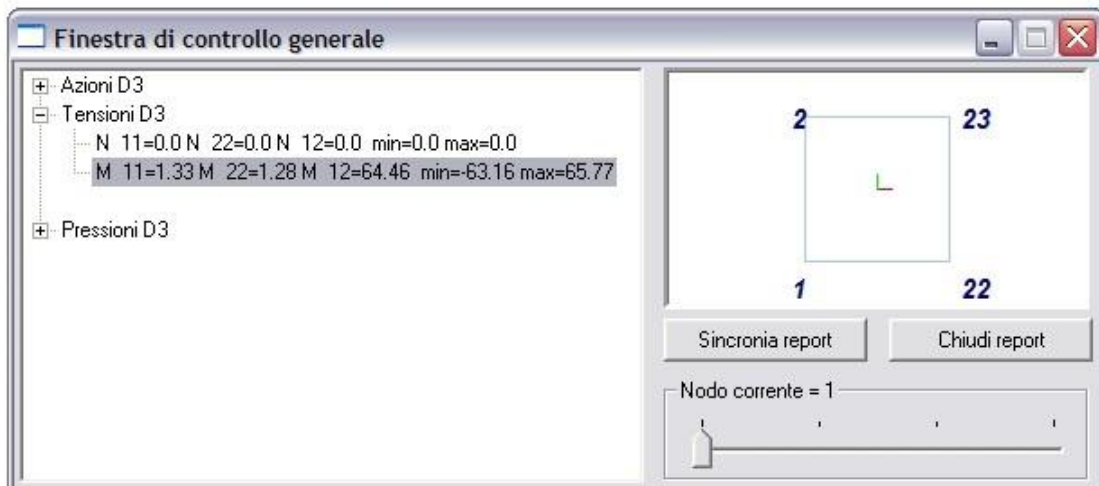 Finestra di controllo generale
Azioni D3
Tensioni D3
N 11=0.0 N 22=0.0 N 12=0.0 min=0.0 max=0.0
M 11=1.33 M 22=1.28 M 12=64.46 min=-63.16 max=65.77
Pressioni D3
2 23
1 22
Sincronia report Chiudi report
Nodo corrente = 1